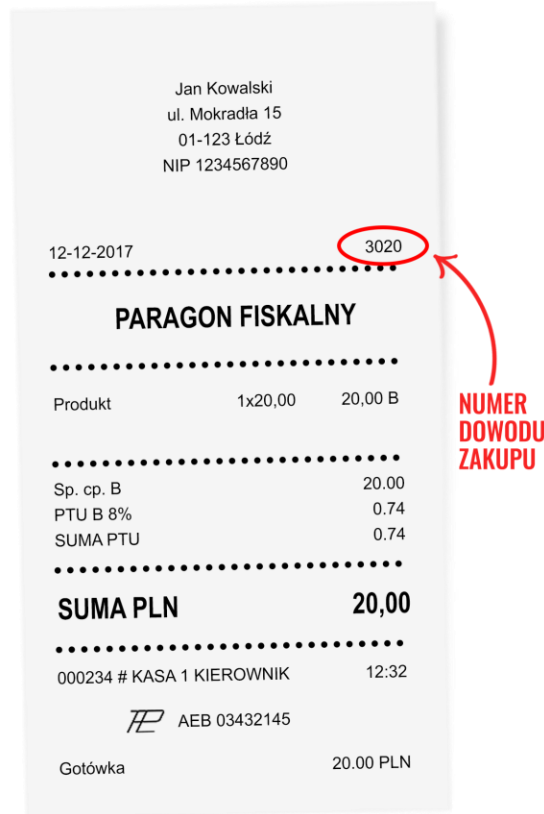 Jan Kowalski
ul. Mokradła 15
01-123 Łódź
NIP 1234567890
12-12-2017 3020
PARAGON FISKALNY
Produkt 1x20,00 20,00 B
NUMER
DOWODU
ZAKUPU
Sp. cp. B 20.00
PTU B 8% 0.74
SUMA PTU 0.74
SUMA PLN 20,00
000234 # KASA 1 KIEROWNIK 12:32
AEB 03432145
Gotówka 20.00 PLN